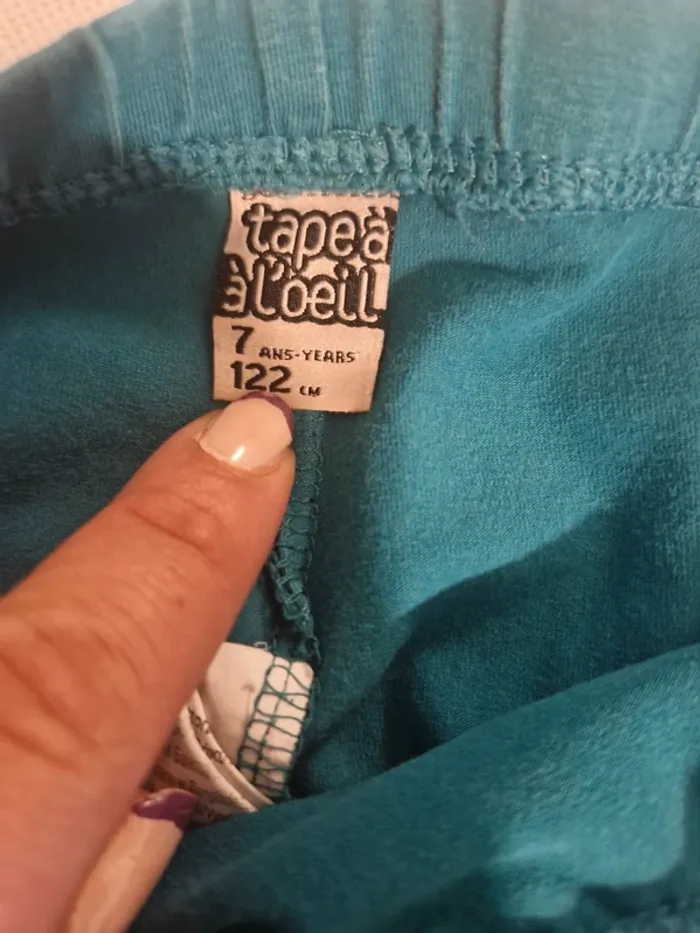 tape à
à l'oeil
7 ANS-YEARS
122 CM